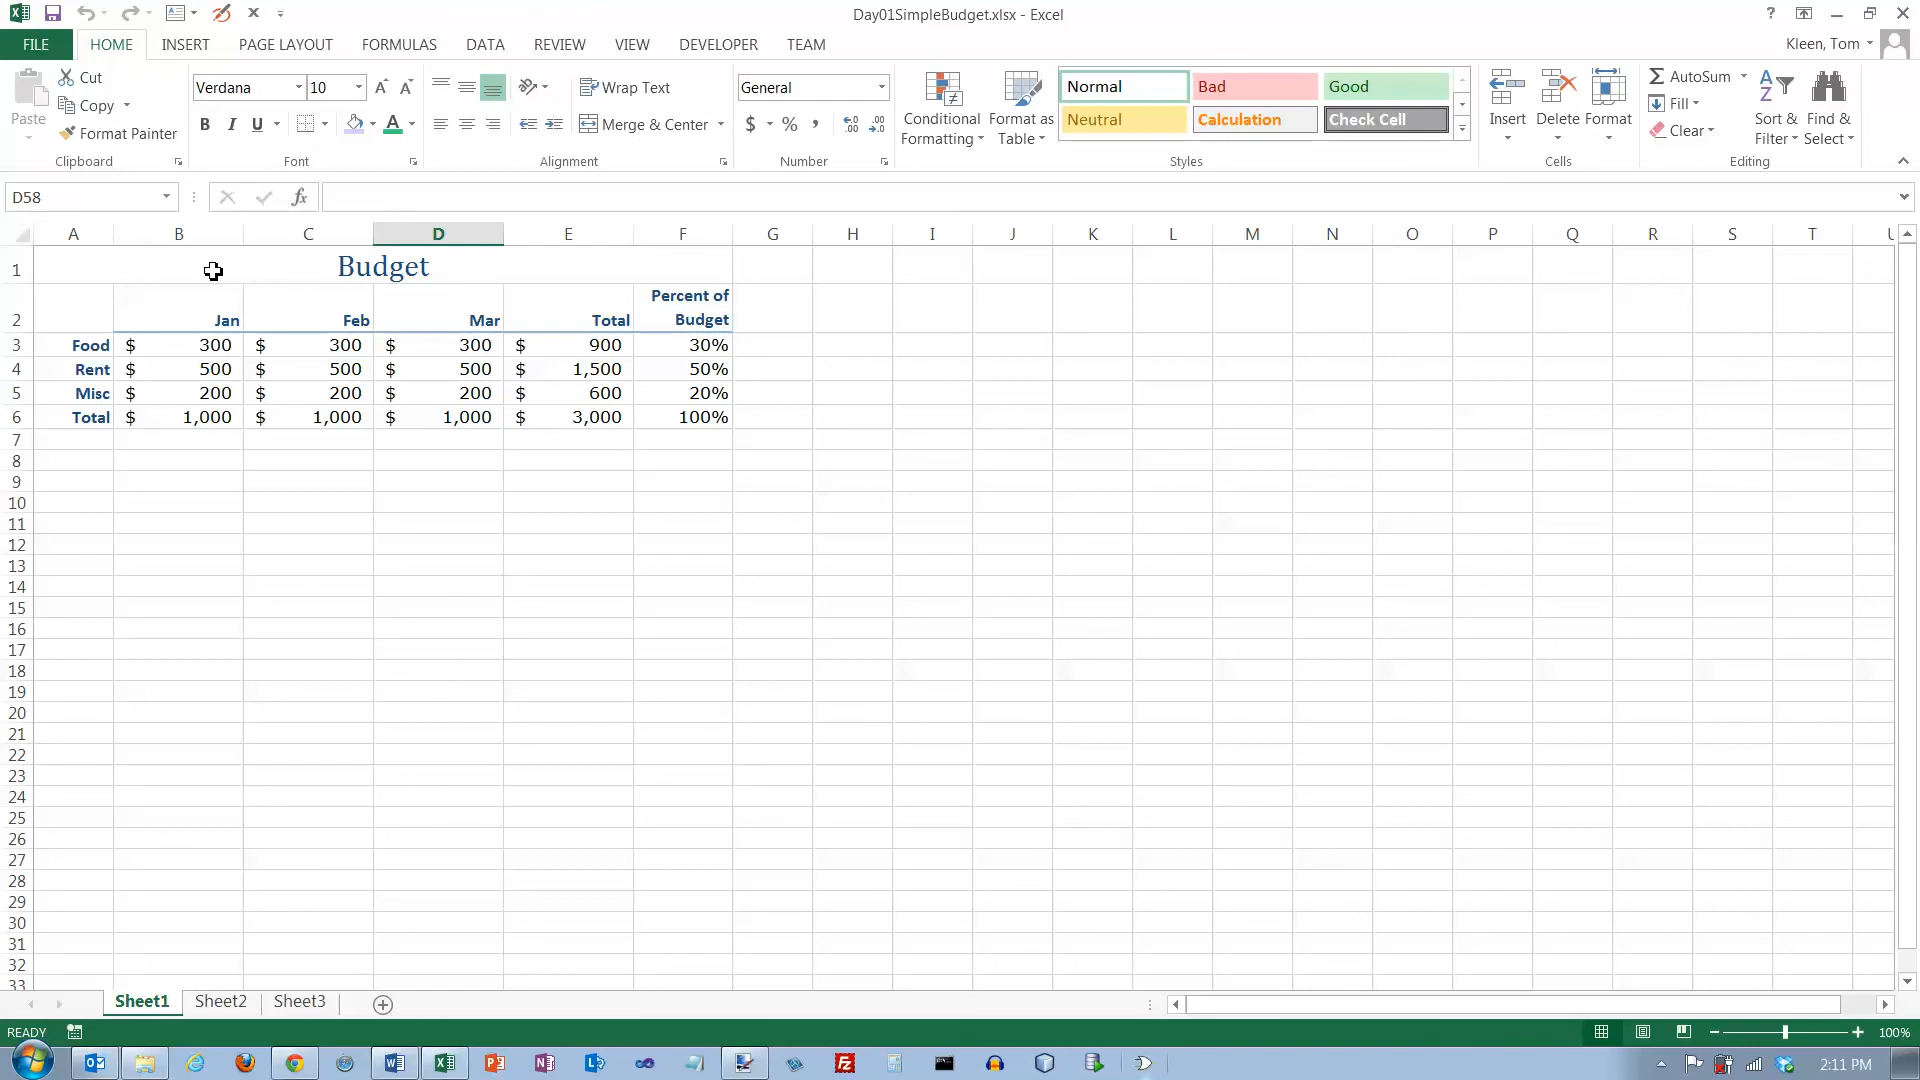 Day01SimpleBudget.xlsx - Excel
?
FILE HOME INSERT PAGE LAYOUT FORMULAS DATA REVIEW VIEW DEVELOPER TEAM Kleen, Tom
Paste
Cut
Copy
Format Painter
Clipboard
Verdana 10
B I U
Font
Wrap Text
Merge & Center
Alignment
General
$ % ,
Number
Conditional
Formatting
Format as
Table
Normal Bad Good
Neutral Calculation Check Cell
Styles
Insert Delete Format
Cells
AutoSum
Fill
Clear
Sort &
Filter
Find &
Select
Editing
D58 fx
A B C D E F G H I J K L M N O P Q R S T U
1 Budget
2 Jan Feb Mar Total Percent of Budget
3 Food $ 300 $ 300 $ 300 $ 900 30%
4 Rent $ 500 $ 500 $ 500 $ 1,500 50%
5 Misc $ 200 $ 200 $ 200 $ 600 20%
6 Total $ 1,000 $ 1,000 $ 1,000 $ 3,000 100%
7
8
9
10
11
12
13
14
15
16
17
18
19
20
21
22
23
24
25
26
27
28
29
30
31
32
33
Sheet1 Sheet2 Sheet3
READY 100%
2:11 PM